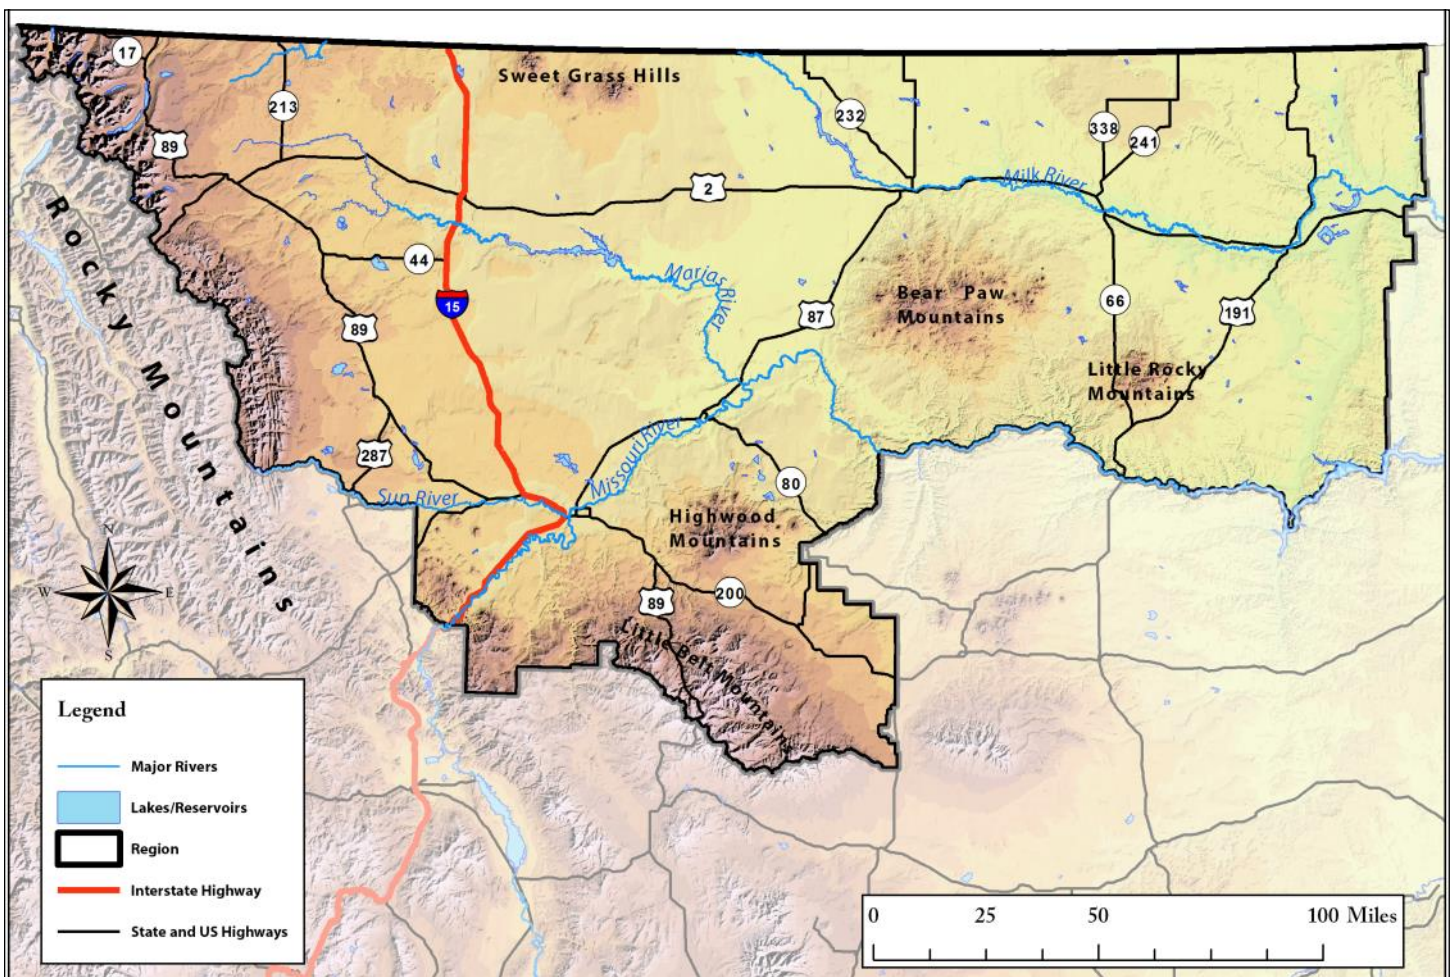 17
Sweet Grass Hills
213
232
338
241
89
2
Milk River
Rocky Mountains
44
Marias River
15
Bear Paw
Mountains
66
87
191
89
Little Rocky
Mountains
287
Sun River
Missouri River
80
Highwood
Mountains
N
W
E
S
89
200
Little Belt Mountain
Legend
Major Rivers
Lakes/Reservoirs
Region
Interstate Highway
State and US Highways
0 25 50 100 Miles